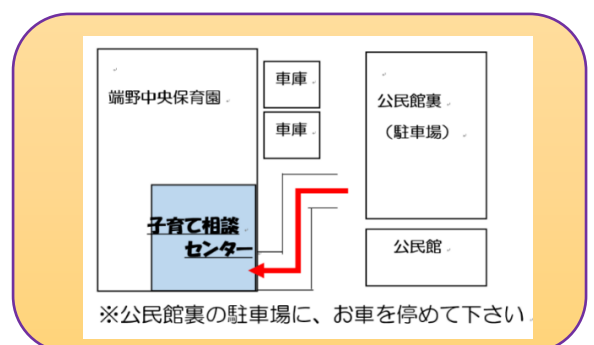 端野中央保育園
車庫
車庫
公民館裏
（駐車場）
子育て相談
センター
公民館
※公民館裏の駐車場に、お車を停めて下さい